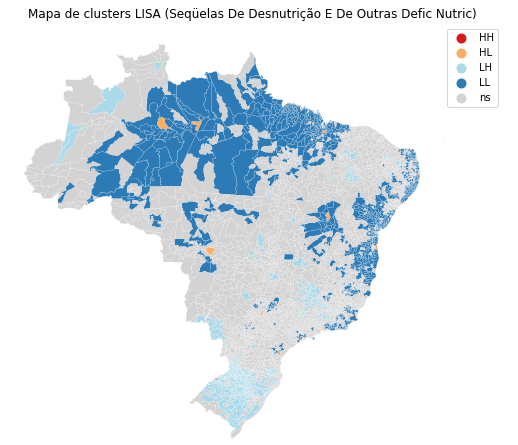 Mapa de clusters LISA (Seqüelas De Desnutrição E De Outras Defic Nutric)
HH
HL
LH
LL
ns